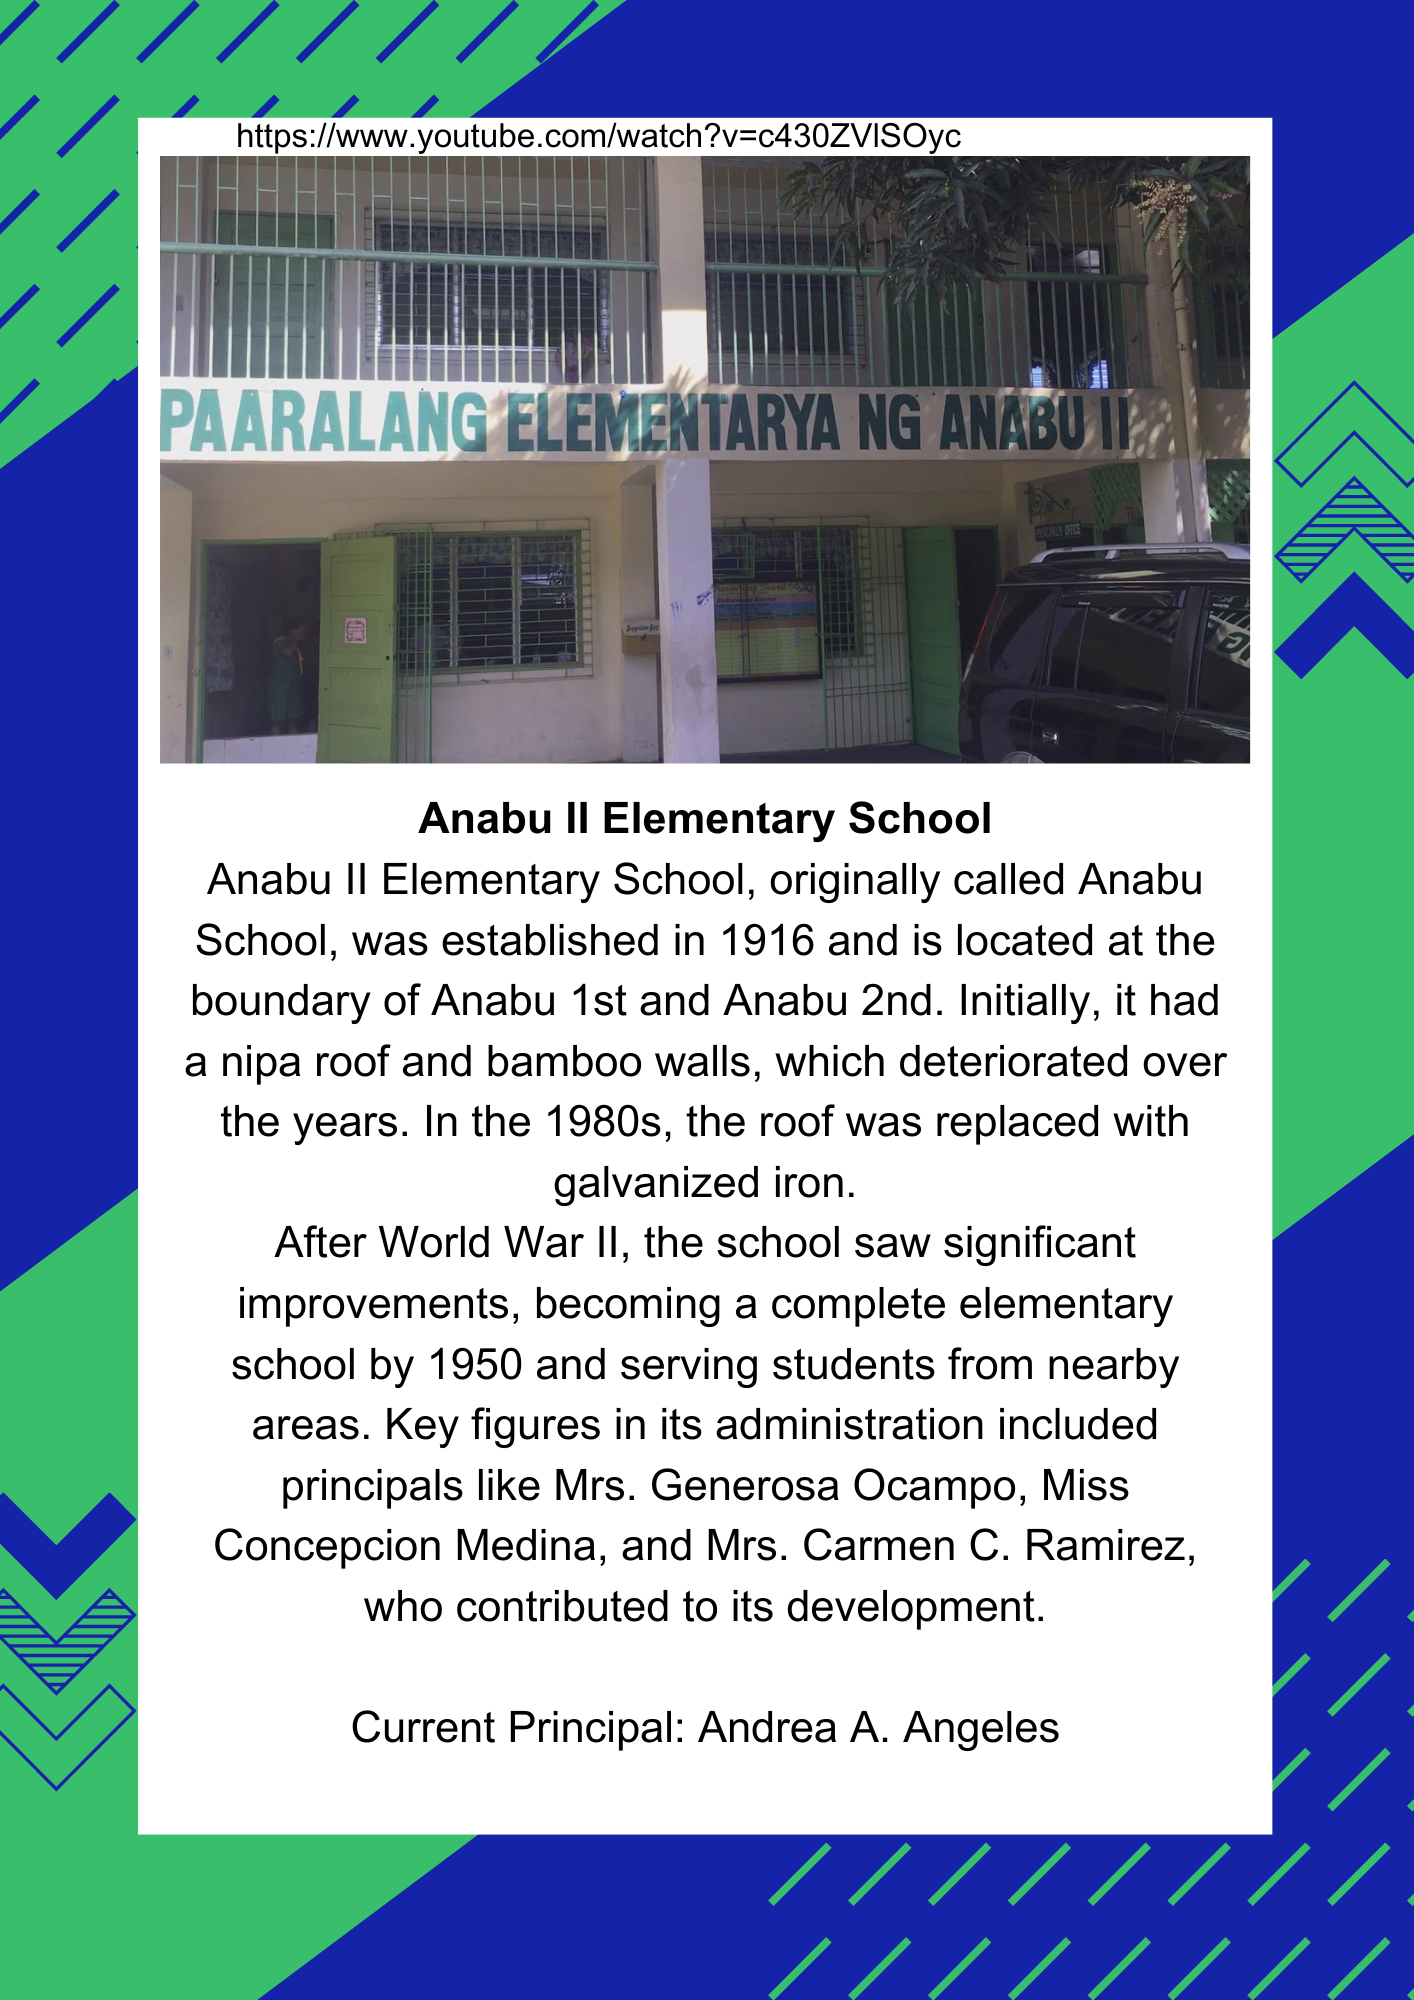 https://www.youtube.com/watch?v=c430ZVlSOyc
PAARALANG ELEMENTARYA NG ANABU II
PRINCIPAL'S OFFICE
Anabu II Elementary School
Anabu II Elementary School, originally called Anabu
School, was established in 1916 and is located at the
boundary of Anabu 1st and Anabu 2nd. Initially, it had
a nipa roof and bamboo walls, which deteriorated over
the years. In the 1980s, the roof was replaced with
galvanized iron.
After World War II, the school saw significant
improvements, becoming a complete elementary
school by 1950 and serving students from nearby
areas. Key figures in its administration included
principals like Mrs. Generosa Ocampo, Miss
Concepcion Medina, and Mrs. Carmen C. Ramirez,
who contributed to its development.
Current Principal: Andrea A. Angeles